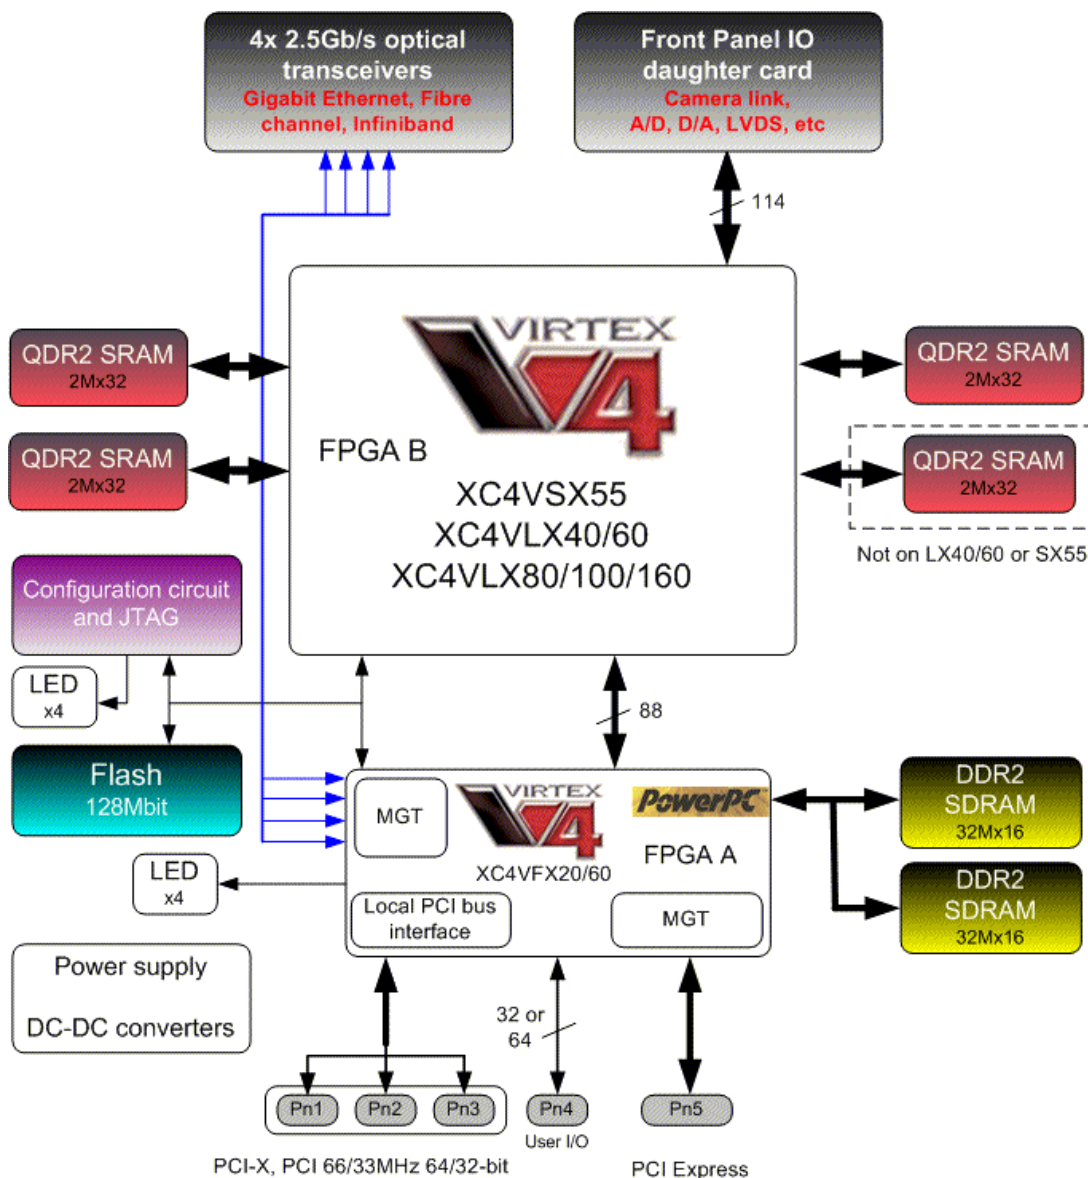 4x 2.5Gb/s optical
transceivers
Gigabit Ethernet, Fibre
channel, Infiniband
Front Panel IO
daughter card
Camera link,
A/D, D/A, LVDS, etc
114
VIRTEX
4
QDR2 SRAM
2Mx32
QDR2 SRAM
2Mx32
QDR2 SRAM
2Mx32
QDR2 SRAM
2Mx32
Not on LX40/60 or SX55
FPGA B
XC4VSX55
XC4VLX40/60
XC4VLX80/100/160
Configuration circuit
and JTAG
LED
x4
88
Flash
128Mbit
MGT
VIRTEX
4
PowerPC
XC4VFX20/60
FPGA A
DDR2
SDRAM
32Mx16
DDR2
SDRAM
32Mx16
LED
x4
Local PCI bus
interface
MGT
Power supply
DC-DC converters
32 or
64
Pn1
Pn2
Pn3
Pn4
Pn5
User I/O
PCI-X, PCI 66/33MHz 64/32-bit
PCI Express